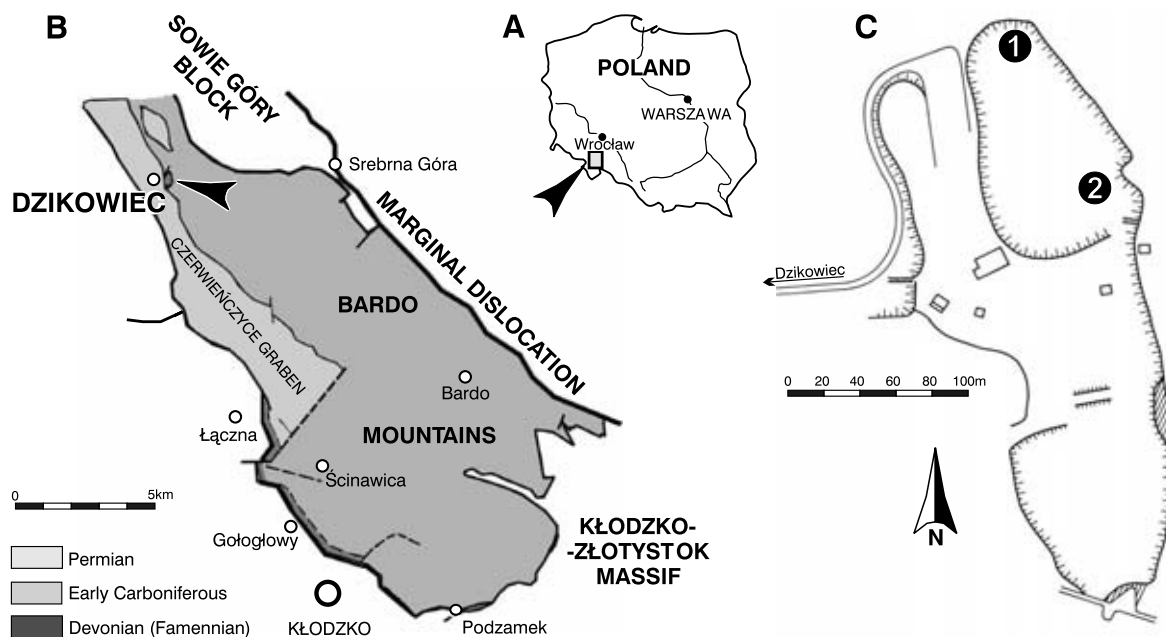 B
SOWIE GÓRY
BLOCK
Srebrna Góra
DZIKOWIEC
MARGINAL DISLOCATION
CZERWIEŃCZYCE GRABEN
BARDO
Bardo
MOUNTAINS
Łączna
Ścinawica
0 5km
Gołogłowy
KŁODZKO-
-ZŁOTYSTOK
MASSIF
Permian
Early Carboniferous
Devonian (Famennian)
KŁODZKO
Podzamek
A
POLAND
WARSZAWA
Wrocław
C
1
2
Dzikowiec
0 20 40 60 80 100m
N